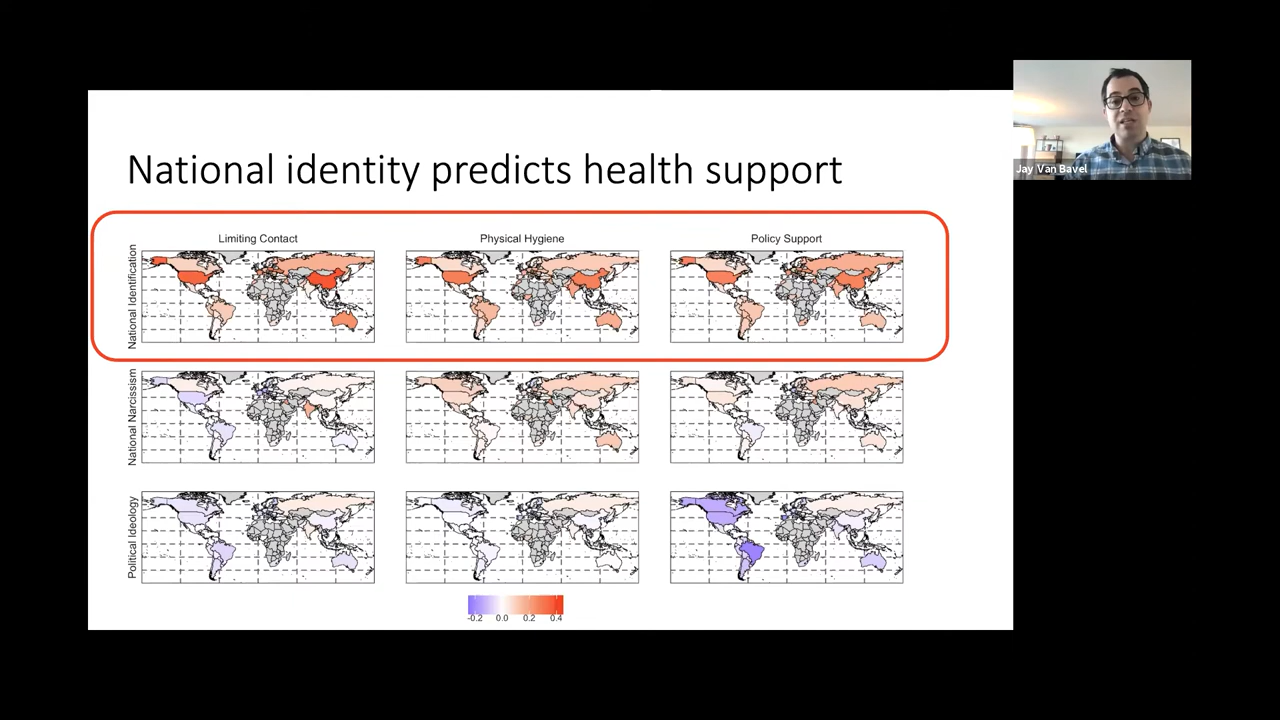 National identity predicts health support
Jay Van Bavel
Limiting Contact
Physical Hygiene
Policy Support
National Identification
National Narcissism
Political Ideology
-0.2 0.0 0.2 0.4